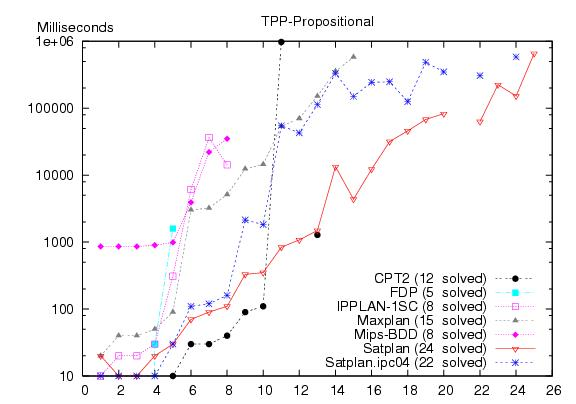 TPP-Propositional
Milliseconds
1e+06
100000
10000
1000
100
10
CPT2 (12 solved)
FDP (5 solved)
IPPLAN-1SC (8 solved)
Maxplan (15 solved)
Mips-BDD (8 solved)
Satplan (24 solved)
Satplan.ipc04 (22 solved)
0 2 4 6 8 10 12 14 16 18 20 22 24 26